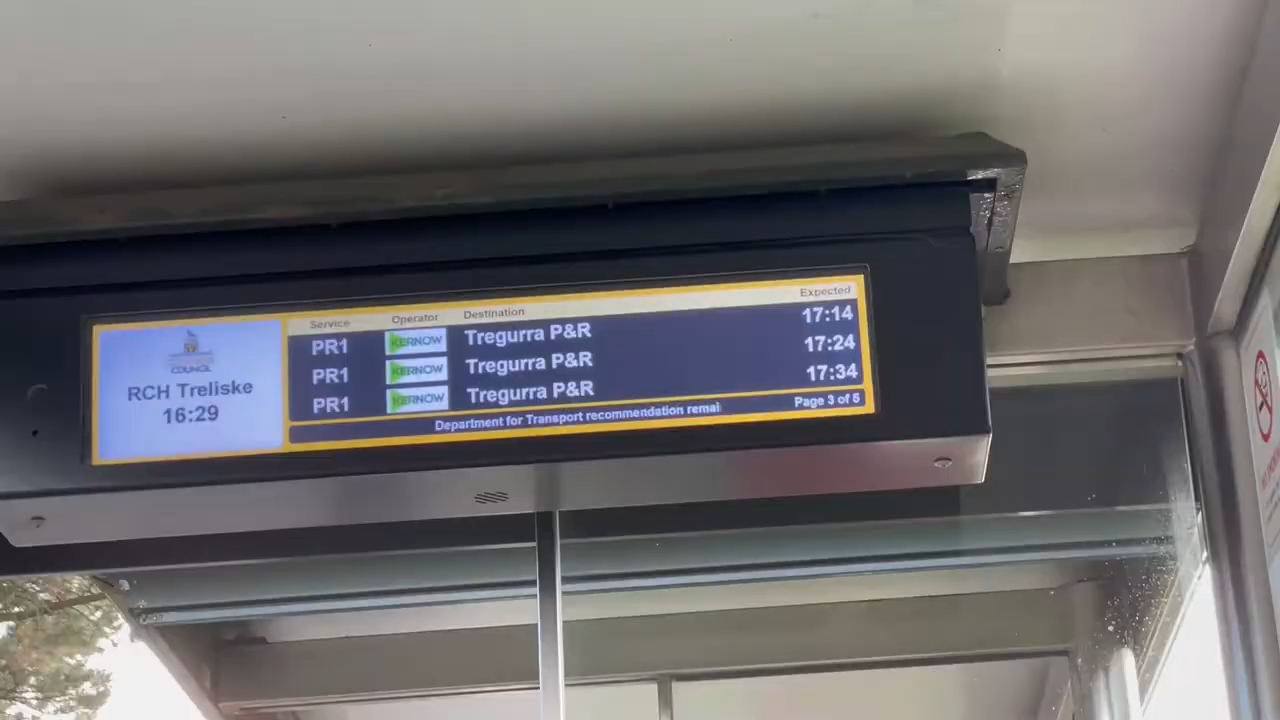 COUNCIL
RCH Treliske
16:29
Service Operator Destination Expected
PR1 KERNOW Tregurra P&R 17:14
PR1 KERNOW Tregurra P&R 17:24
PR1 KERNOW Tregurra P&R 17:34
Department for Transport recommendation remai Page 3 of 5